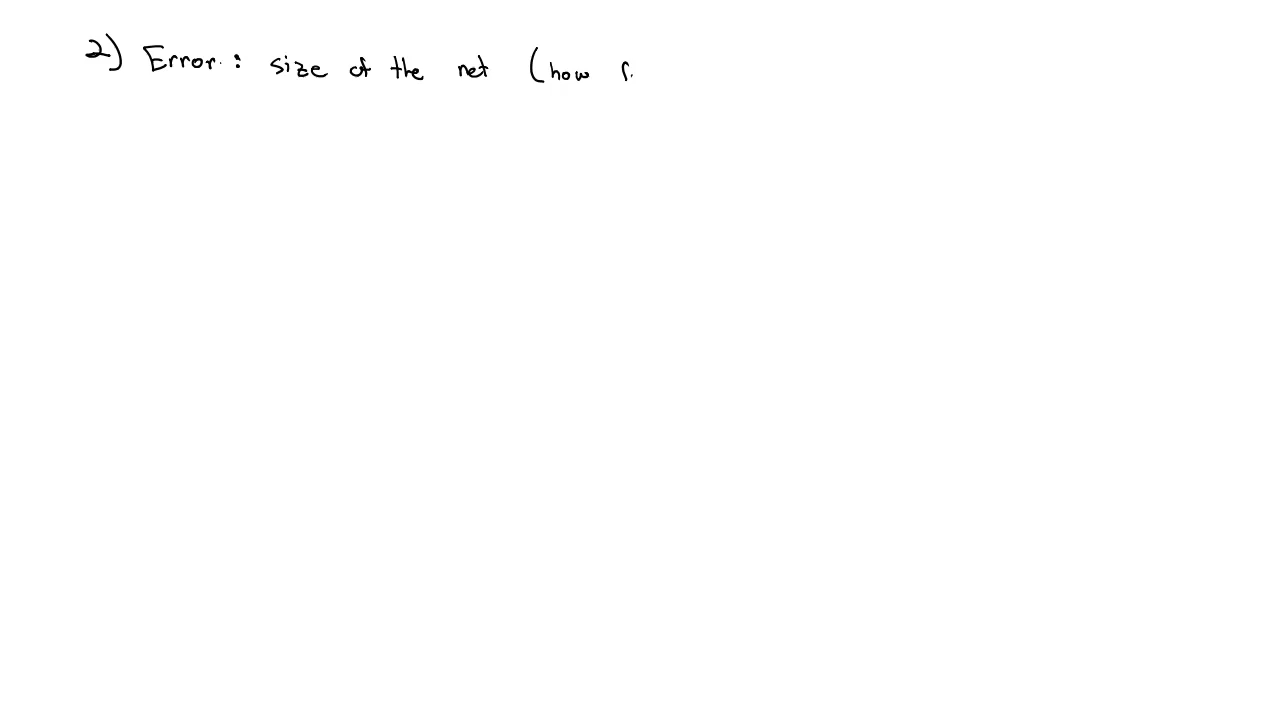 2) Error : size of the net (how